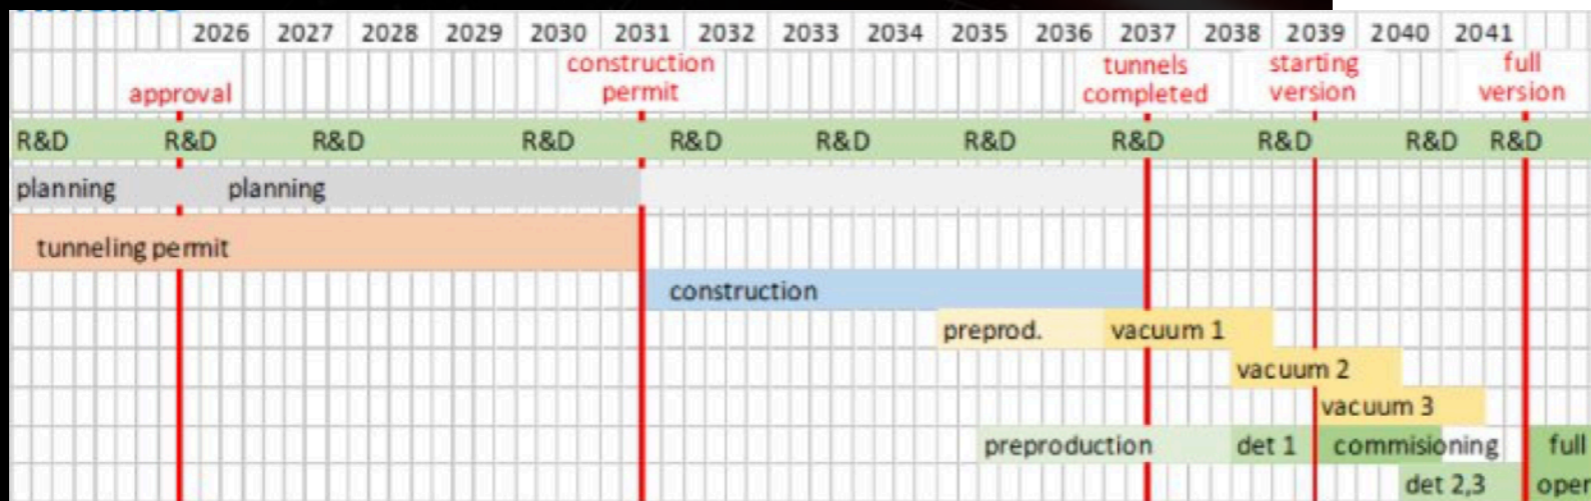 2026 2027 2028 2029 2030 2031 2032 2033 2034 2035 2036 2037 2038 2039 2040 2041
approval
construction
permit
tunnels
completed
starting
version
full
version
R&D R&D R&D R&D R&D R&D R&D R&D R&D R&D R&D
planning planning
tunneling permit
construction
preprod. vacuum 1
vacuum 2
vacuum 3
preproduction det 1 commisioning full
det 2,3 oper